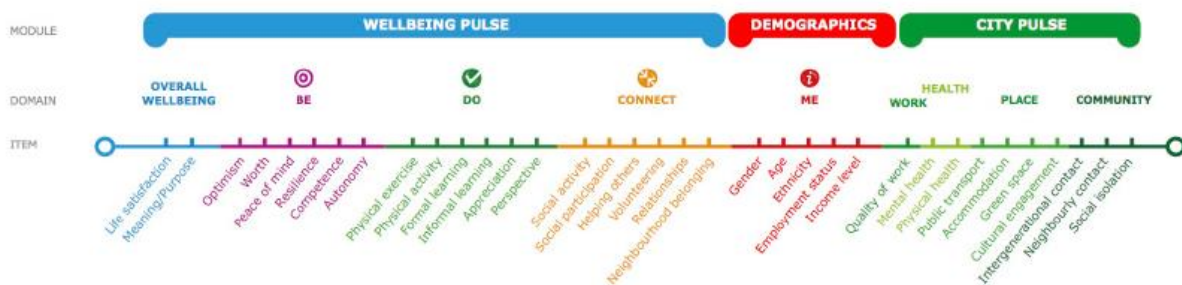 MODULE
WELLBEING PULSE
DEMOGRAPHICS
CITY PULSE
DOMAIN
OVERALL
WELLBEING
BE
DO
CONNECT
ME
WORK
HEALTH
PLACE
COMMUNITY
ITEM
Life satisfaction
Meaning/Purpose
Optimism
Worth
Peace of mind
Resilience
Competence
Autonomy
Physical exercise
Physical activity
Formal learning
Informal learning
Appreciation
Perspective
Social activity
Social participation
Helping others
Volunteering
Relationships
Neighbourhood belonging
Gender
Age
Ethnicity
Employment status
Income level
Quality of work
Mental health
Physical health
Public transport
Accommodation
Green space
Cultural engagement
Intergenerational contact
Neighbourly contact
Social isolation